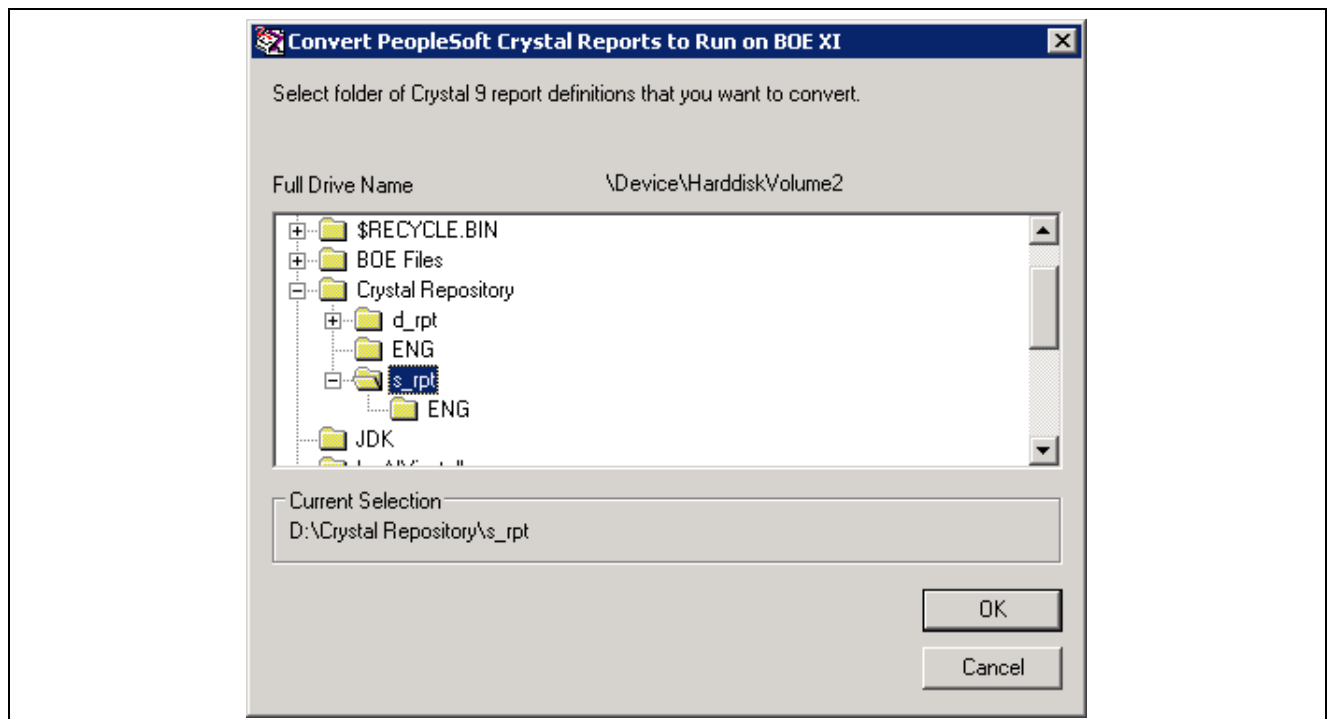 Convert PeopleSoft Crystal Reports to Run on BOE XI
Select folder of Crystal 9 report definitions that you want to convert.
Full Drive Name \Device\HarddiskVolume2
$RECYCLE.BIN
BOE Files
Crystal Repository
d_rpt
ENG
s_rpt
ENG
JDK
Current Selection
D:\Crystal Repository\s_rpt
OK
Cancel